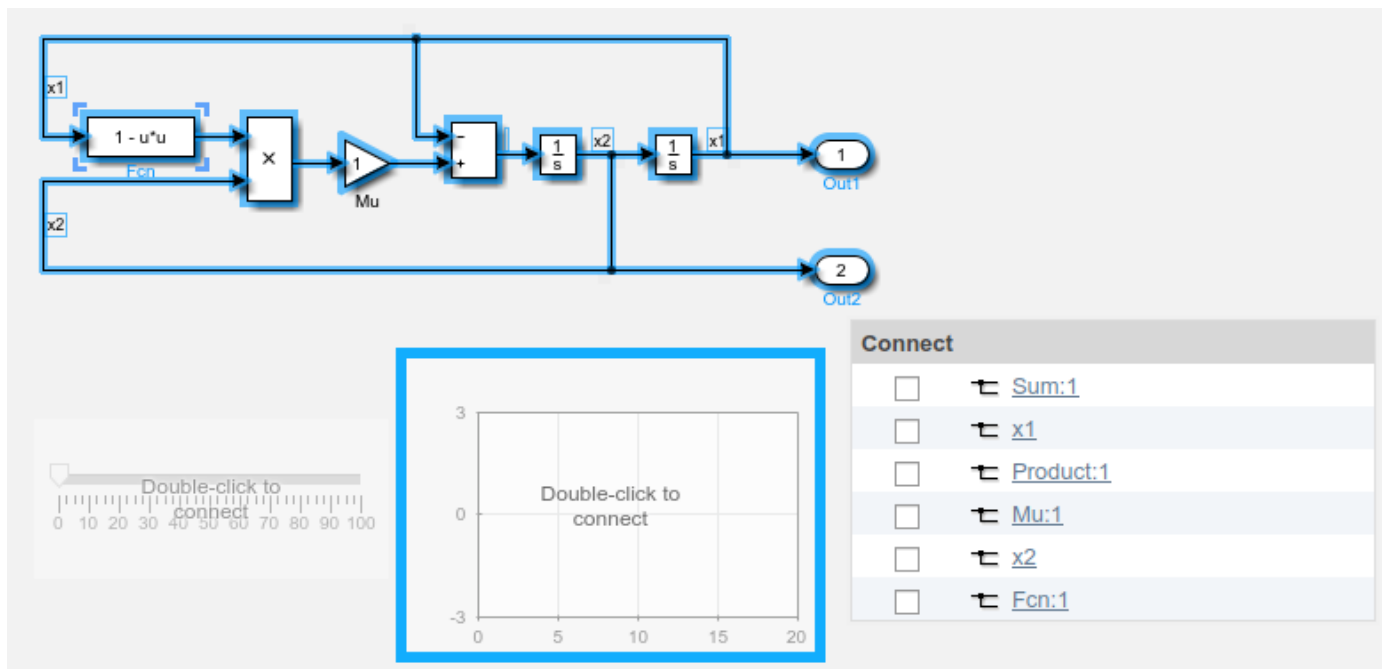 x1
1 - u*u
Fcn
×
1
Mu
−
+
1
s
x2
1
s
x1
1
Out1
x2
2
Out2
Connect
Sum:1
x1
Product:1
Mu:1
x2
Fcn:1
Double-click to
connect
0 10 20 30 40 50 60 70 80 90 100
3
Double-click to
connect
0
-3
0 5 10 15 20